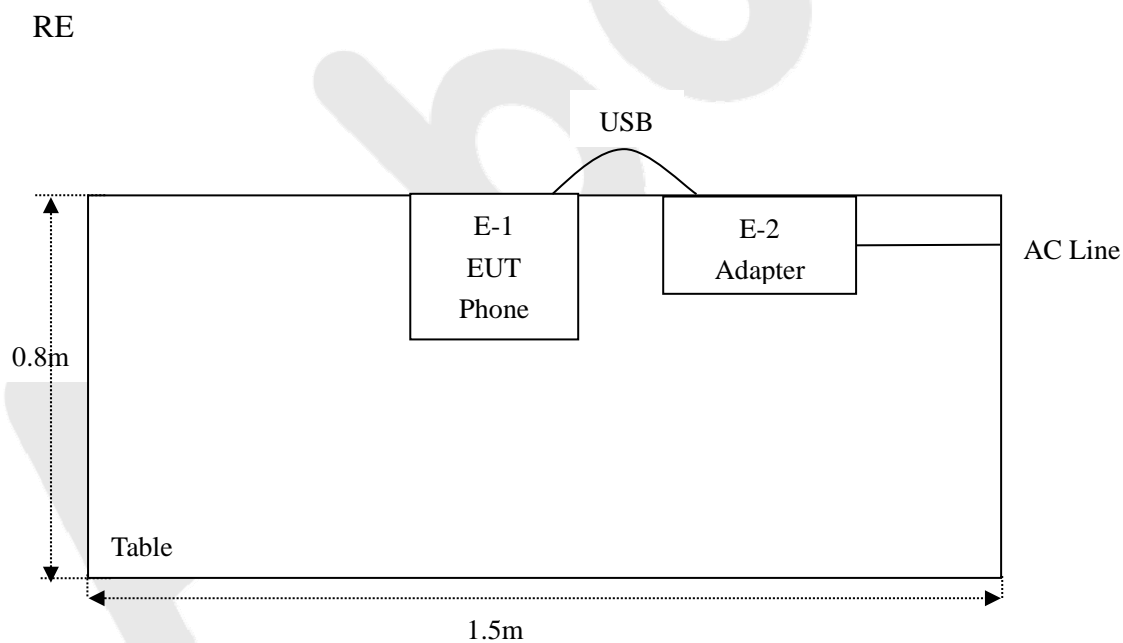 RE
USB
E-1
EUT
Phone
E-2
Adapter
AC Line
0.8m
Table
1.5m